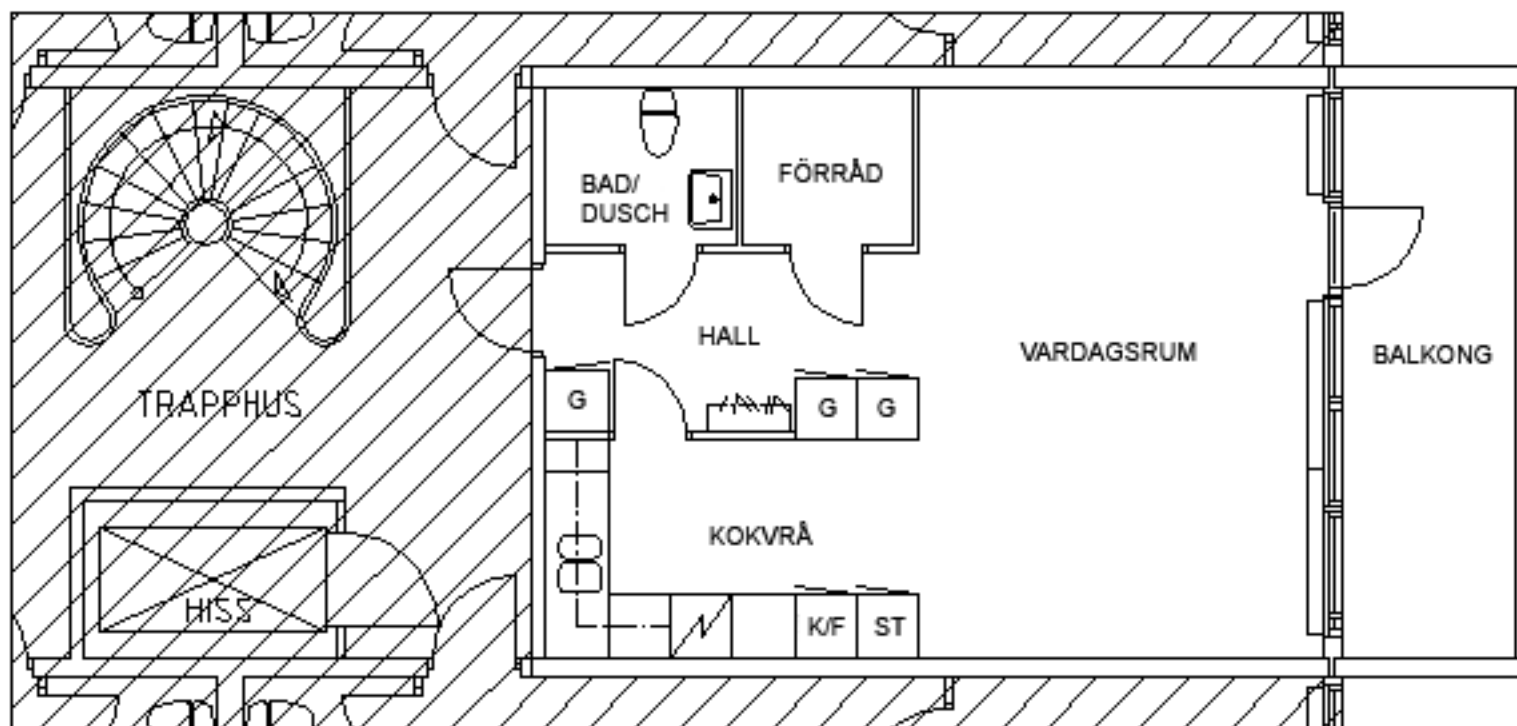 BAD/
DUSCH
FÖRRÅD
HALL
VARDAGSRUM
BALKONG
TRAPPHUS
G
G
G
KOKVRÅ
HISS
K/F
ST